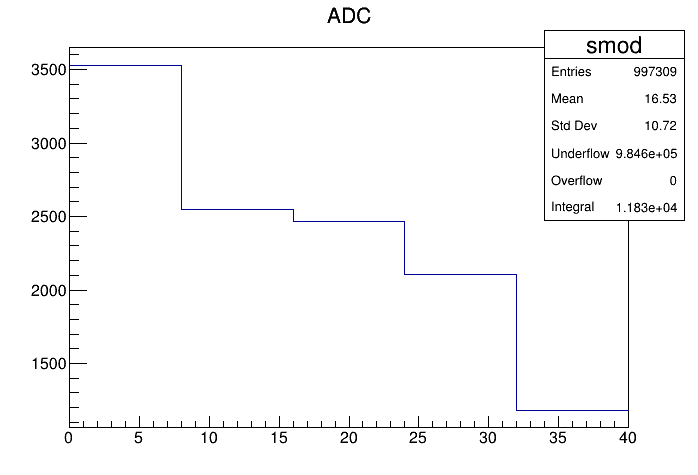 ADC
smod
Entries 997309
Mean 16.53
Std Dev 10.72
Underflow 9.846e+05
Overflow 0
Integral 1.183e+04
3500
3000
2500
2000
1500
0 5 10 15 20 25 30 35 40